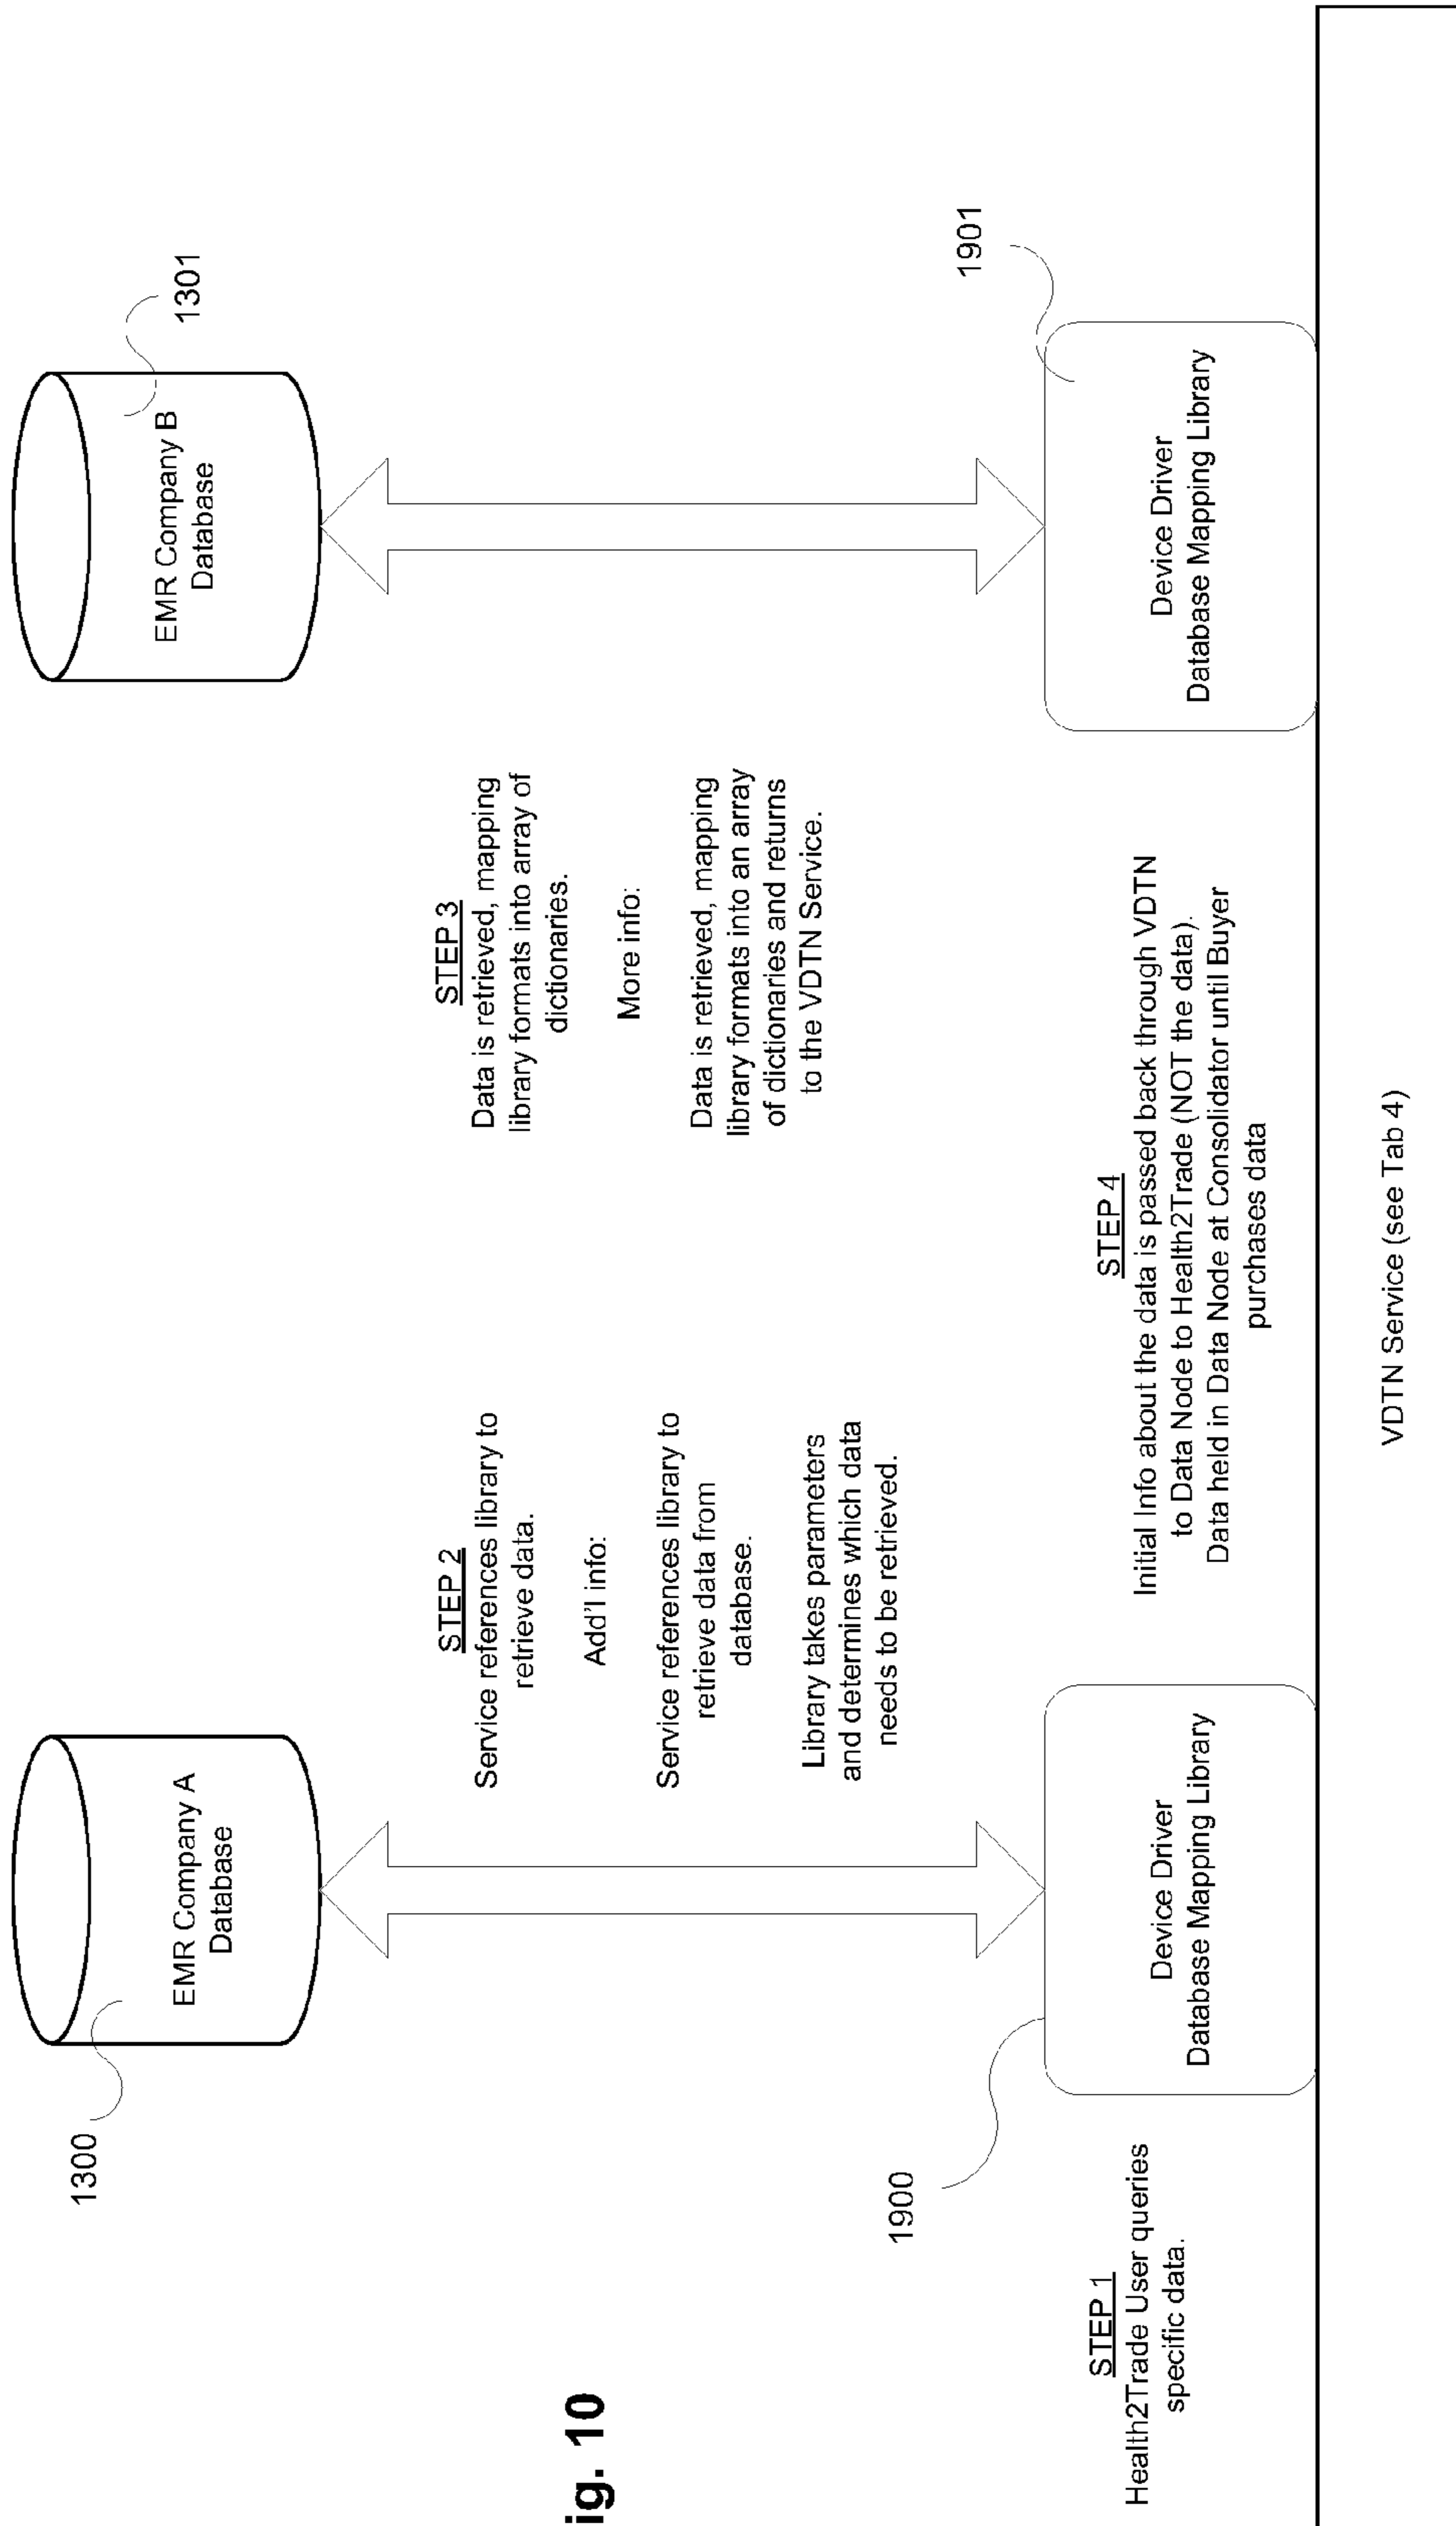 ig. 10
1300
EMR Company A
Database
EMR Company B
Database
1301
STEP 2
Service references library to
retrieve data.
Add'l info:
Service references library to
retrieve data from
database.
Library takes parameters
and determines which data
needs to be retrieved.
STEP 3
Data is retrieved, mapping
library formats into array of
dictionaries.
More info:
Data is retrieved, mapping
library formats into an array
of dictionaries and returns
to the VDTN Service.
1900
1901
STEP 1
Health2Trade User queries
specific data.
Device Driver
Database Mapping Library
STEP 4
Initial Info about the data is passed back through VDTN
to Data Node to Health2Trade (NOT the data).
Data held in Data Node at Consolidator until Buyer
purchases data
Device Driver
Database Mapping Library
VDTN Service (see Tab 4)